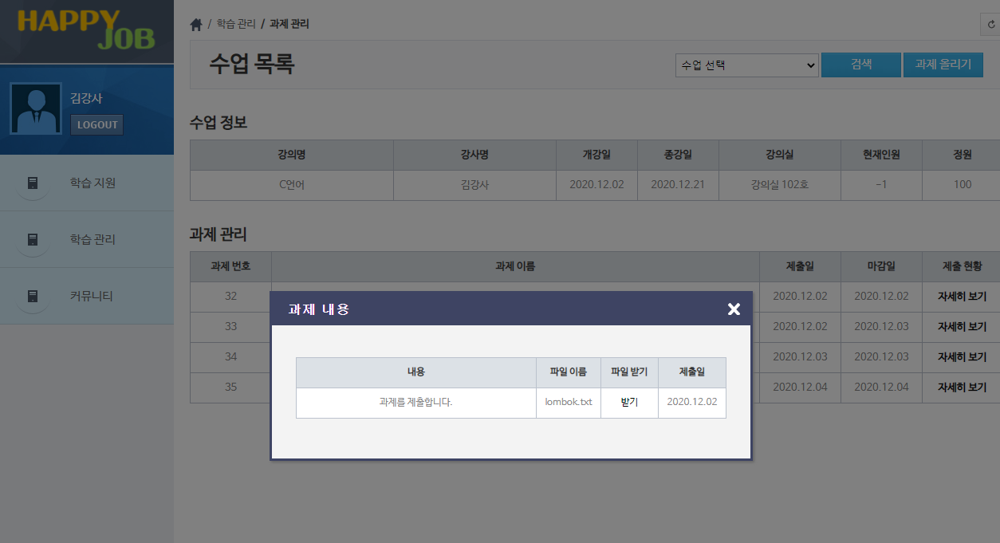 HAPPY
JOB
/ 학습 관리 / 과제 관리
수업 목록
수업 선택
검색
과제 올리기
김강사
LOGOUT
학습 지원
학습 관리
커뮤니티
수업 정보
강의명 강사명 개강일 종강일 강의실 현재인원 정원
C언어 김강사 2020.12.02 2020.12.21 강의실 102호 -1 100
과제 관리
과제 번호 과제 이름 제출일 마감일 제출 현황
32 2020.12.02 2020.12.02 자세히 보기
33 2020.12.02 2020.12.03 자세히 보기
34 2020.12.03 2020.12.03 자세히 보기
35 2020.12.04 2020.12.04 자세히 보기
과제 내용
내용 파일 이름 파일 받기 제출일
과제를 제출합니다. lombok.txt 받기 2020.12.02